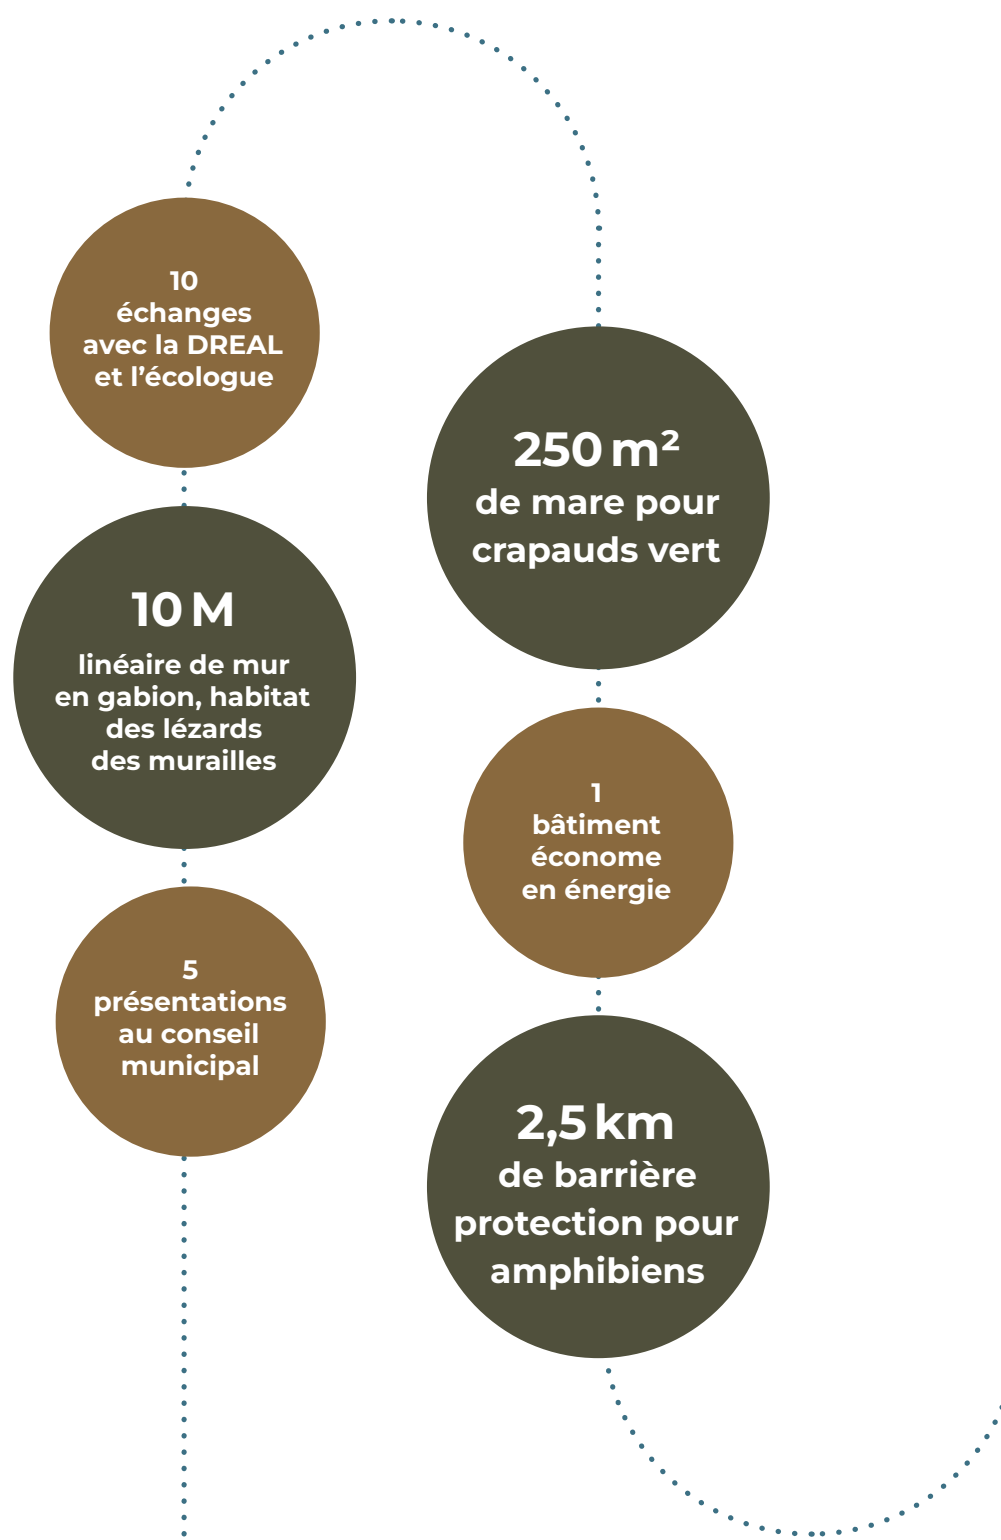 10
échanges
avec la DREAL
et l’écologue
10 M
linéaire de mur
en gabion, habitat
des lézards
des murailles
5
présentations
au conseil
municipal
250 m²
de mare pour
crapauds vert
1
bâtiment
économe
en énergie
2,5 km
de barrière
protection pour
amphibiens